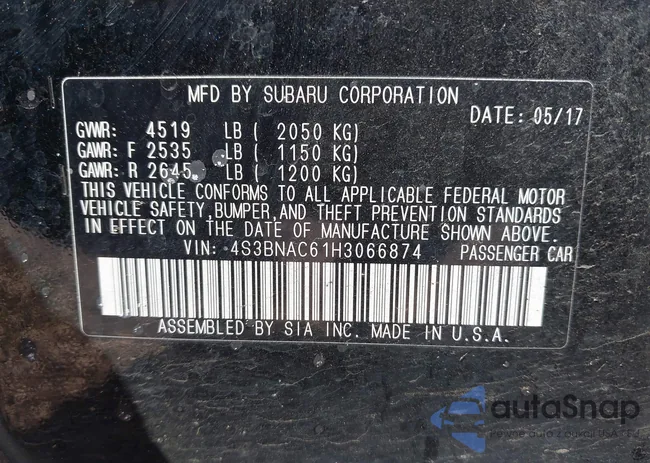 MFD BY SUBARU CORPORATION
DATE: 05/17
GVWR: 4519 LB ( 2050 KG)
GAWR: F 2535 LB ( 1150 KG)
GAWR: R 2645 LB ( 1200 KG)
THIS VEHICLE CONFORMS TO ALL APPLICABLE FEDERAL MOTOR
VEHICLE SAFETY,BUMPER,AND THEFT PREVENTION STANDARDS
IN EFFECT ON THE DATE OF MANUFACTURE SHOWN ABOVE.
VIN: 4S3BNAC61H3066874 PASSENGER CAR
ASSEMBLED BY SIA INC. MADE IN U.S.A.
autoSnap